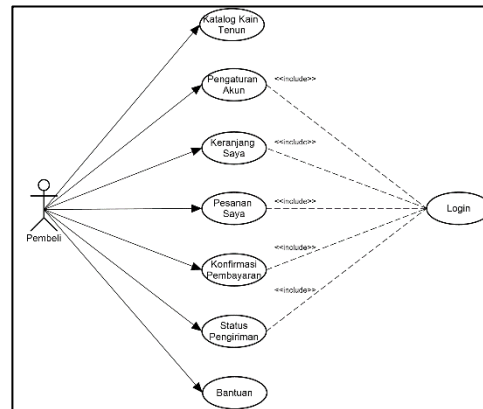 Katalog Kain
Tenun
Pengaturan
Akun
<<include>>
Keranjang
Saya
<<include>>
Pesanan
Saya
<<include>>
Login
Pembeli
Konfirmasi
Pembayaran
<<include>>
Status
Pengiriman
<<include>>
Bantuan